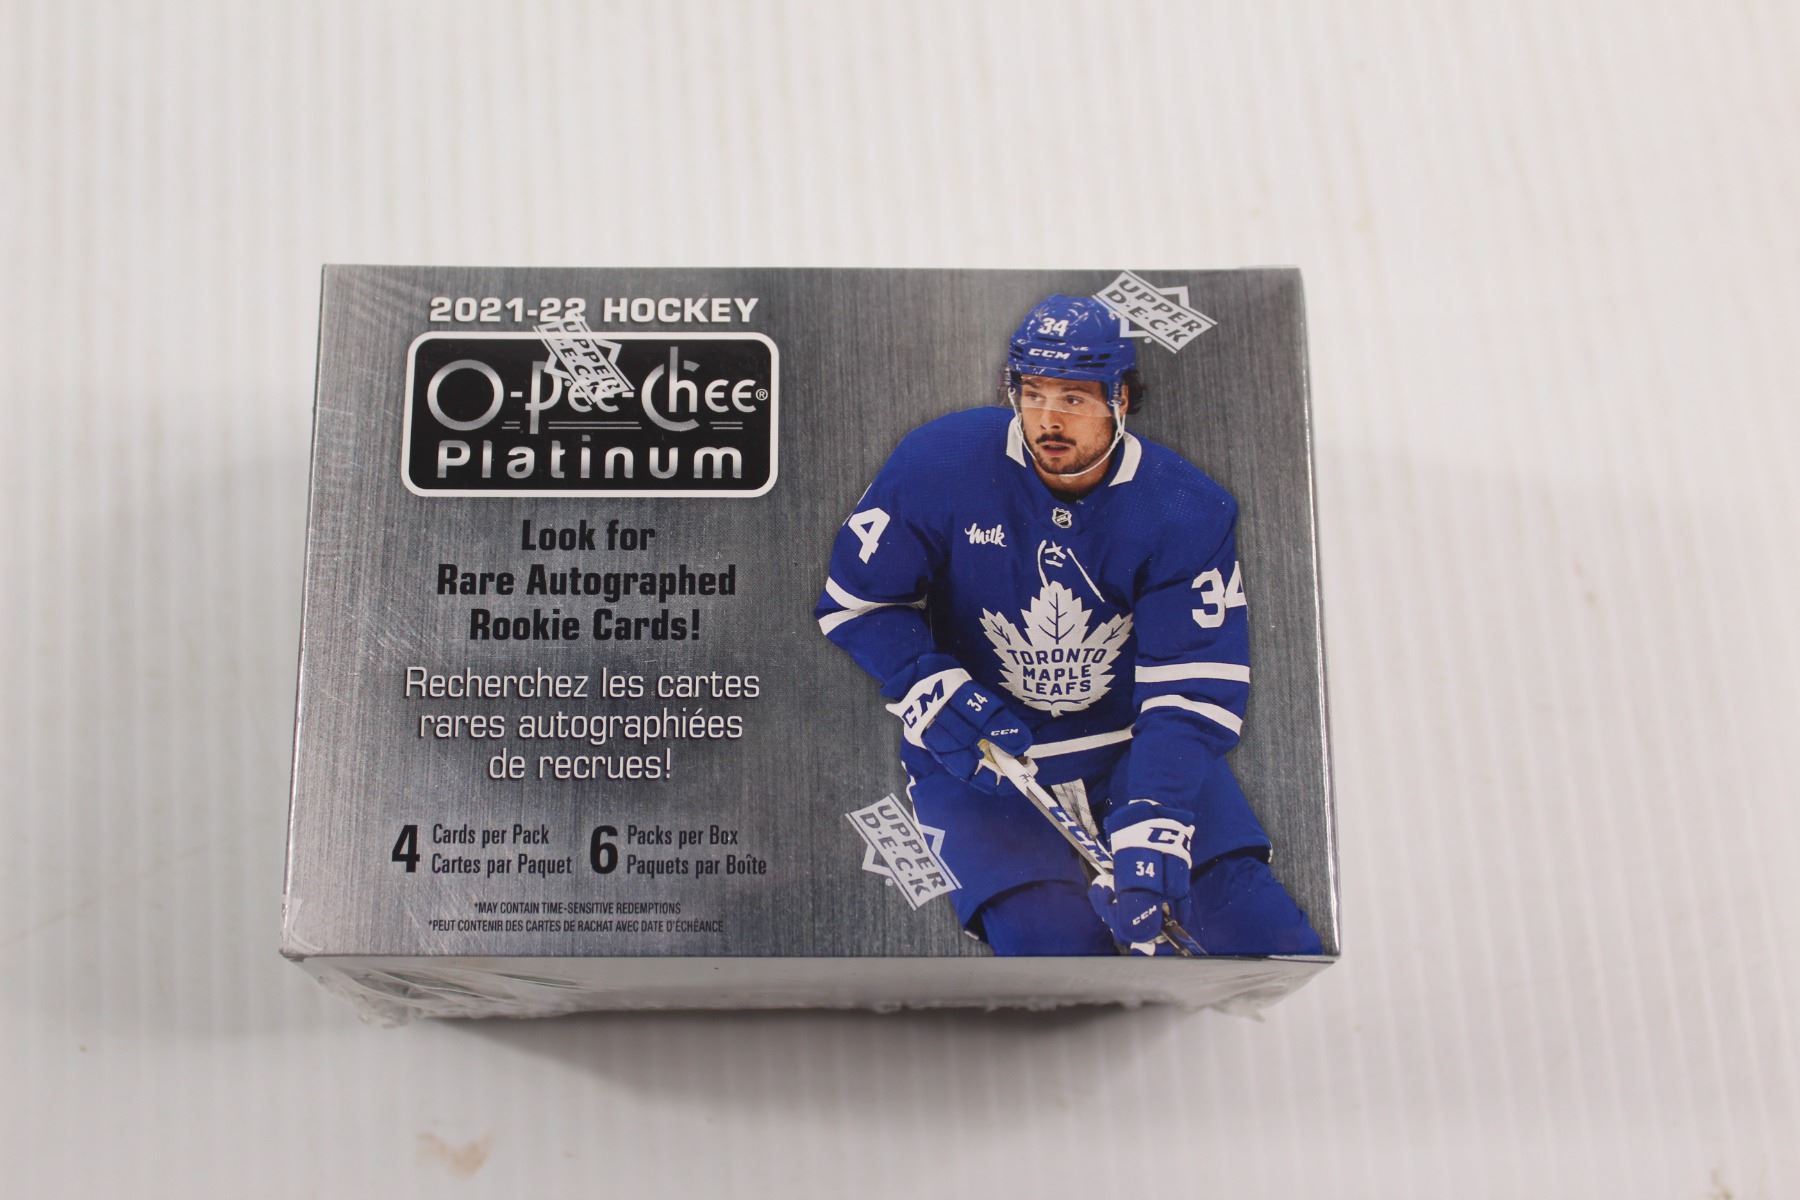 2021-22 HOCKEY
O-Pee-Chee®
Platinum
Look for
Rare Autographed
Rookie Cards!
Recherchez les cartes
rares autographiées
de recrues!
4 Cards per Pack
Cartes par Paquet
6 Packs per Box
Paquets par Boîte
*MAY CONTAIN TIME-SENSITIVE REDEMPTIONS
*PEUT CONTENIR DES CARTES DE RACHAT AVEC DATE D'ÉCHÉANCE
UPPER
D·E·C·K
UPPER
D·E·C·K
UPPER
D·E·C·K
34
CCM
Milk
4
34
TORONTO
MAPLE
LEAFS
CCM
34
CCM
CCM
34
CCM